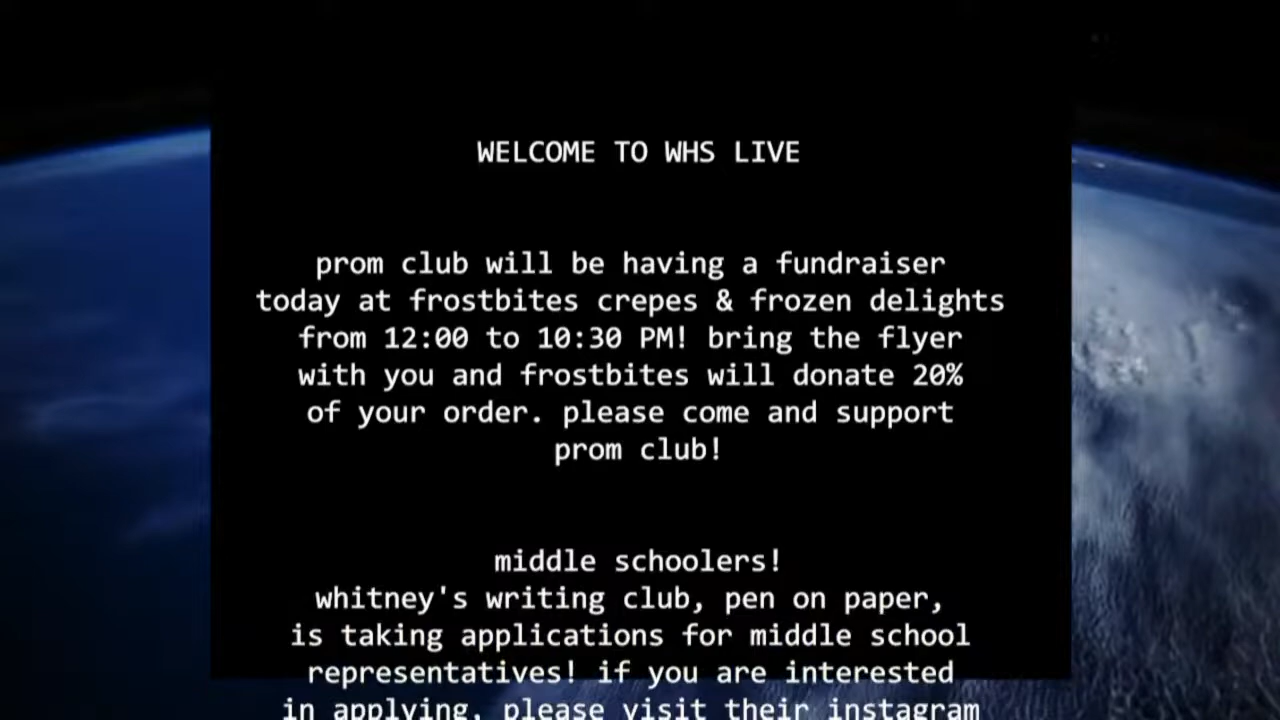 WELCOME TO WHS LIVE
prom club will be having a fundraiser
today at frostbites crepes & frozen delights
from 12:00 to 10:30 PM! bring the flyer
with you and frostbites will donate 20%
of your order. please come and support
prom club!
middle schoolers!
whitney's writing club, pen on paper,
is taking applications for middle school
representatives! if you are interested
in applying, please visit their instagram